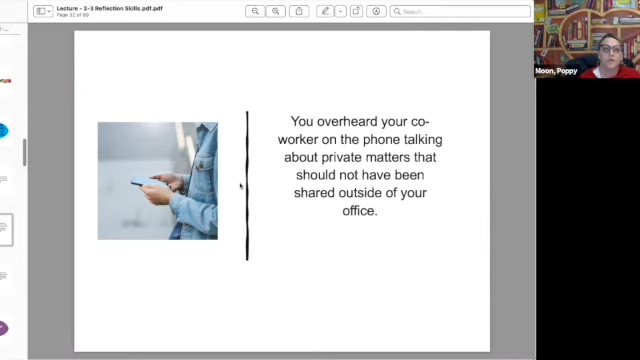 Lecture - 2-3 Reflection Skills.pdf.pdf
Page 32 of 60
Search
Moon, Poppy
You overheard your co-
worker on the phone talking
about private matters that
should not have been
shared outside of your
office.